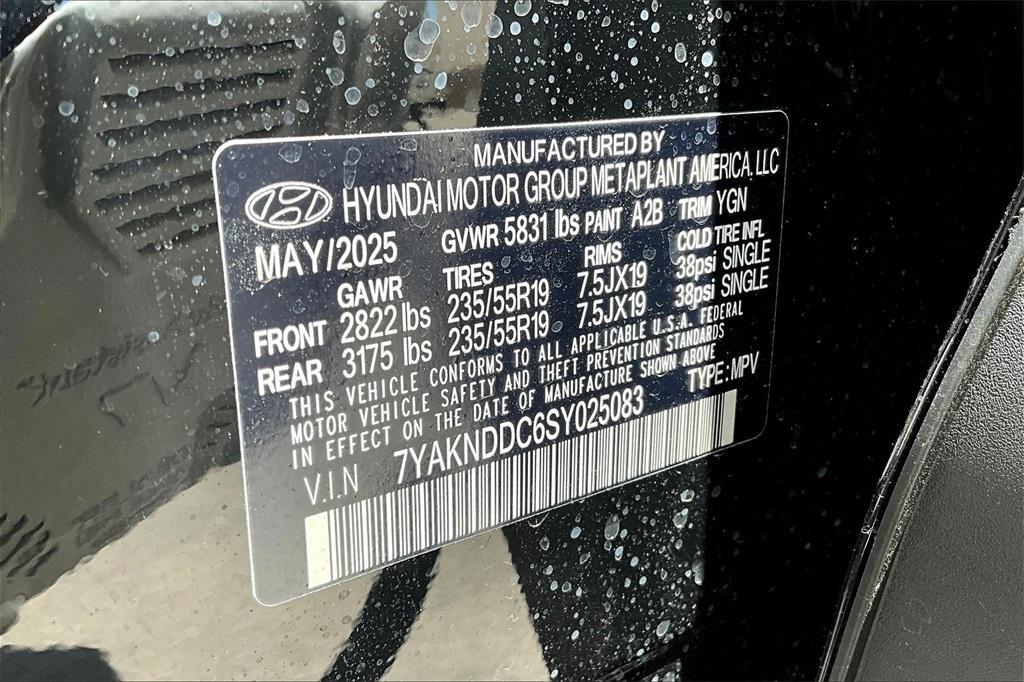 MANUFACTURED BY
HYUNDAI MOTOR GROUP METAPLANT AMERICA, LLC
MAY/2025 GVWR 5831 lbs PAINT A2B TRIM YGN
GAWR TIRES RIMS COLD TIRE INFL
FRONT 2822 lbs 235/55R19 7.5JX19 38psi SINGLE
REAR 3175 lbs 235/55R19 7.5JX19 38psi SINGLE
THIS VEHICLE CONFORMS TO ALL APPLICABLE U.S.A. FEDERAL
MOTOR VEHICLE SAFETY AND THEFT PREVENTION STANDARDS
IN EFFECT ON THE DATE OF MANUFACTURE SHOWN ABOVE
V.I.N 7YAKNDDC6SY025083 TYPE: MPV